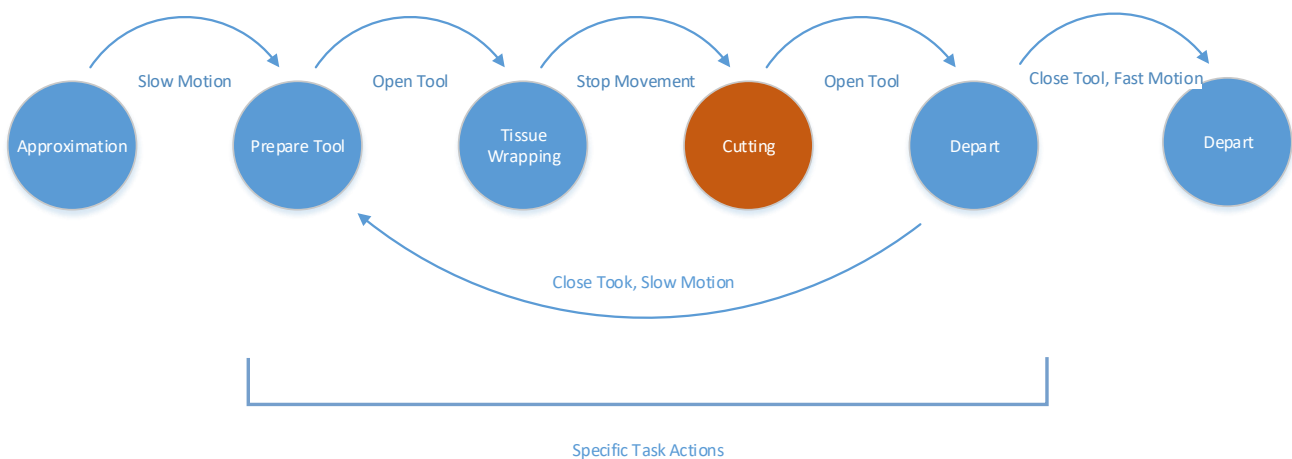 Slow Motion
Open Tool
Stop Movement
Open Tool
Close Tool, Fast Motion
Approximation
Prepare Tool
Tissue
Wrapping
Cutting
Depart
Depart
Close Took, Slow Motion
Specific Task Actions